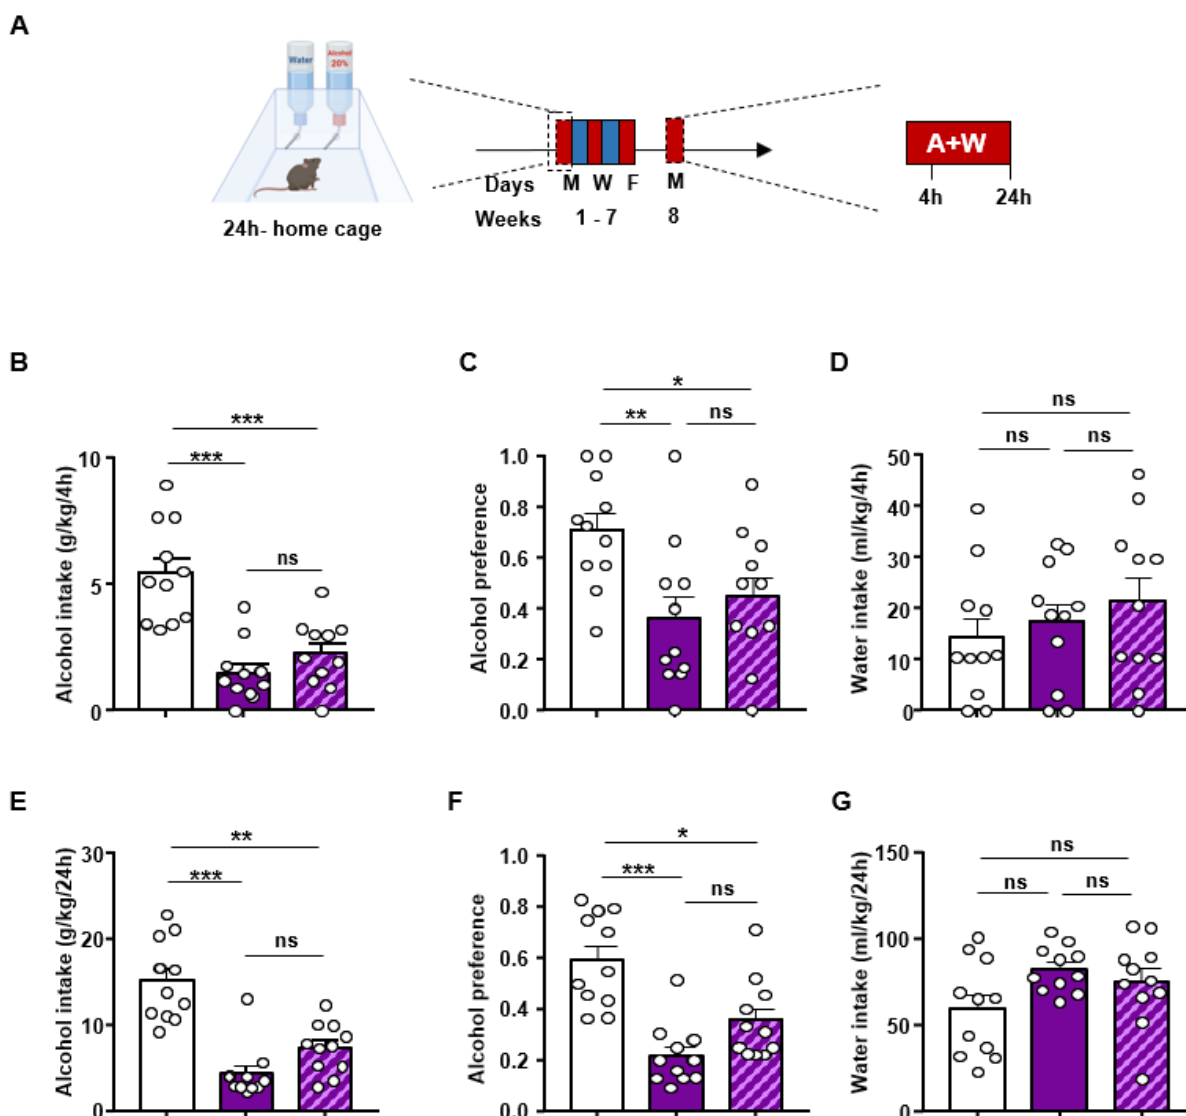 A
Water
Alcohol
20%
24h- home cage
Days M W F M
Weeks 1 - 7 8
A+W
4h 24h
B
Alcohol intake (g/kg/4h)
10
5
0
***
***
ns
C
Alcohol preference
1.0
0.8
0.6
0.4
0.2
0.0
*
**
ns
D
Water intake (ml/kg/4h)
50
40
30
20
10
0
ns
ns
ns
E
Alcohol intake (g/kg/24h)
30
20
10
0
**
***
ns
F
Alcohol preference
1.0
0.8
0.6
0.4
0.2
0.0
*
***
ns
G
Water intake (ml/kg/24h)
150
100
50
0
ns
ns
ns